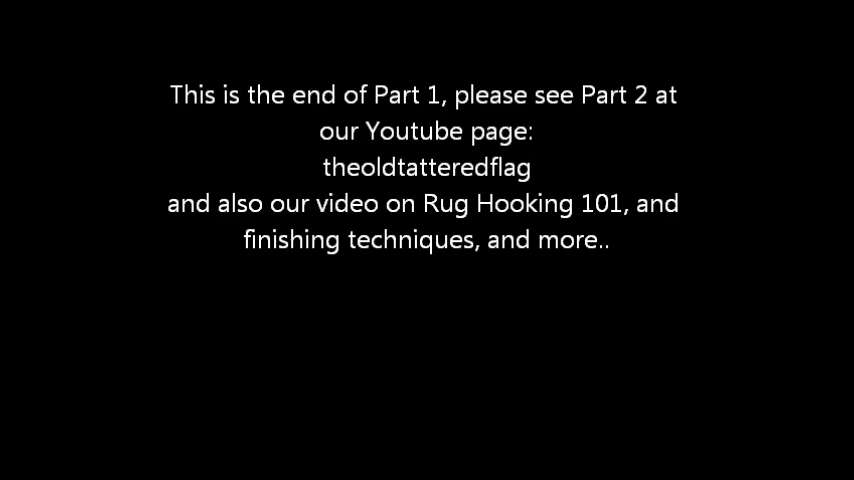 This is the end of Part 1, please see Part 2 at
our Youtube page:
theoldtatteredflag
and also our video on Rug Hooking 101, and
finishing techniques, and more..